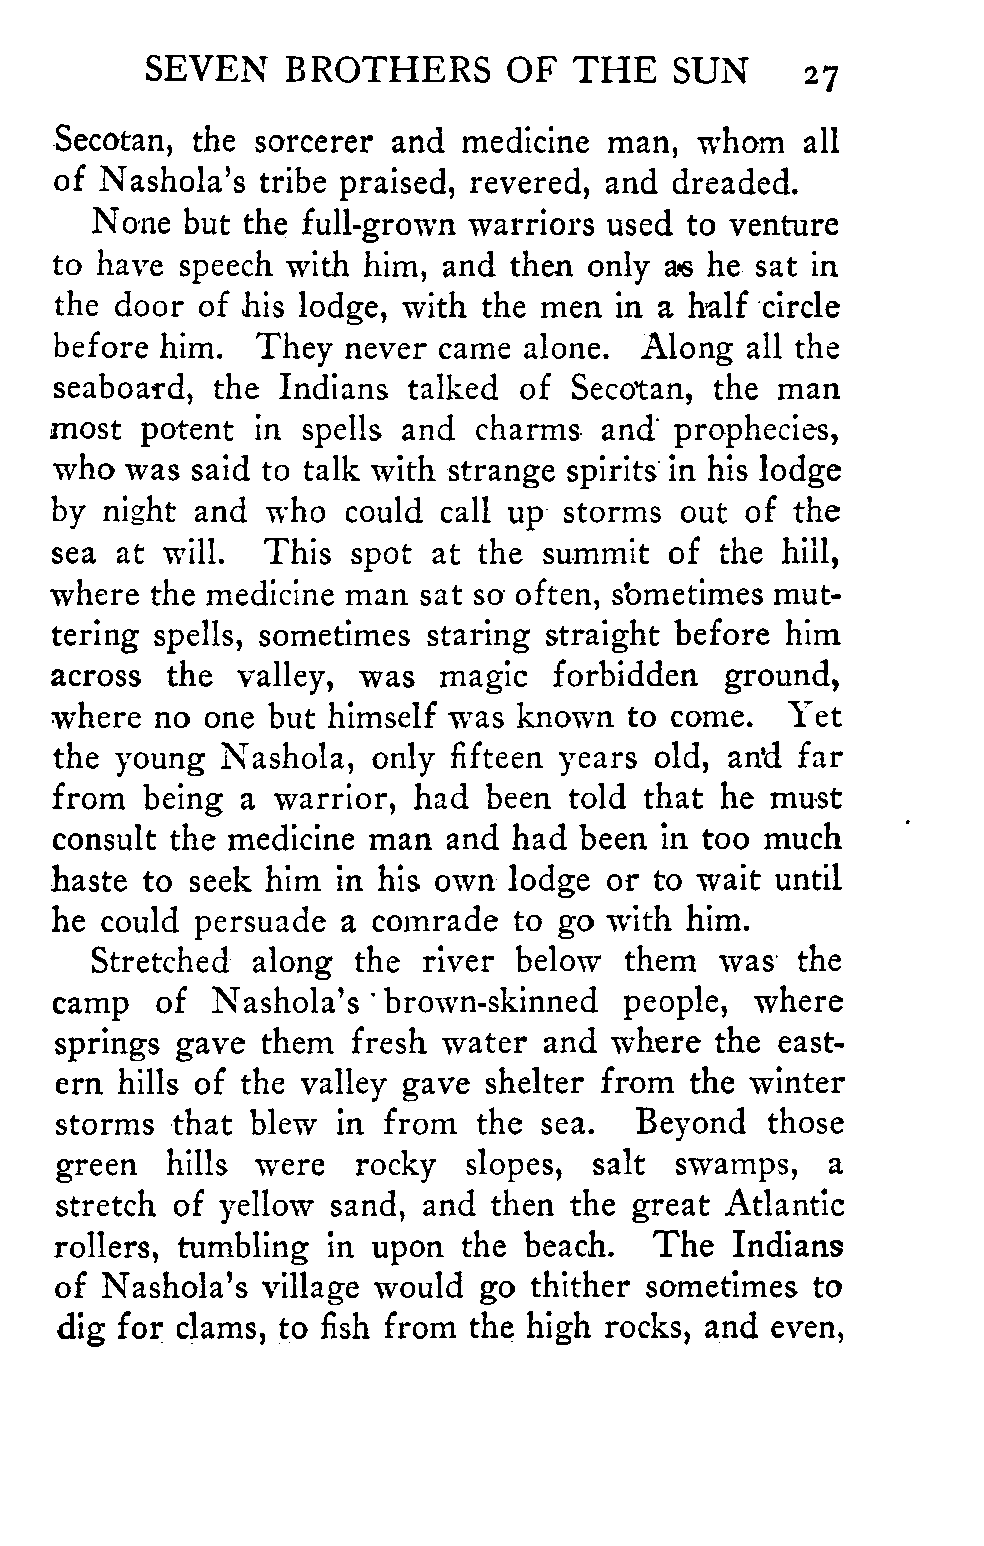 SEVEN BROTHERS OF THE SUN 27
Secotan, the sorcerer and medicine man, whom all
of Nashola's tribe praised, revered, and dreaded.
None but the full-grown warriors used to venture
to have speech with him, and then only as he sat in
the door of his lodge, with the men in a half circle
before him. They never came alone. Along all the
seaboard, the Indians talked of Secotan, the man
most potent in spells and charms and prophecies,
who was said to talk with strange spirits in his lodge
by night and who could call up storms out of the
sea at will. This spot at the summit of the hill,
where the medicine man sat so often, sometimes mut-
tering spells, sometimes staring straight before him
across the valley, was magic forbidden ground,
where no one but himself was known to come. Yet
the young Nashola, only fifteen years old, and far
from being a warrior, had been told that he must
consult the medicine man and had been in too much
haste to seek him in his own lodge or to wait until
he could persuade a comrade to go with him.
Stretched along the river below them was the
camp of Nashola's brown-skinned people, where
springs gave them fresh water and where the east-
ern hills of the valley gave shelter from the winter
storms that blew in from the sea. Beyond those
green hills were rocky slopes, salt swamps, a
stretch of yellow sand, and then the great Atlantic
rollers, tumbling in upon the beach. The Indians
of Nashola's village would go thither sometimes to
dig for clams, to fish from the high rocks, and even,